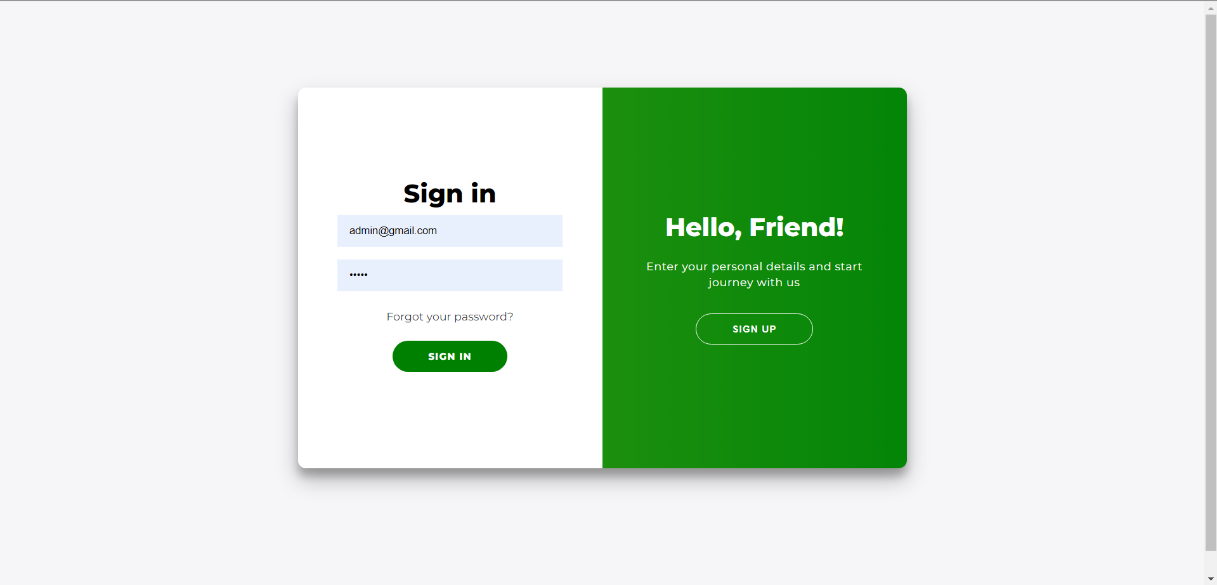 Sign in
admin@gmail.com
•••••
Forgot your password?
SIGN IN
Hello, Friend!
Enter your personal details and start
journey with us
SIGN UP